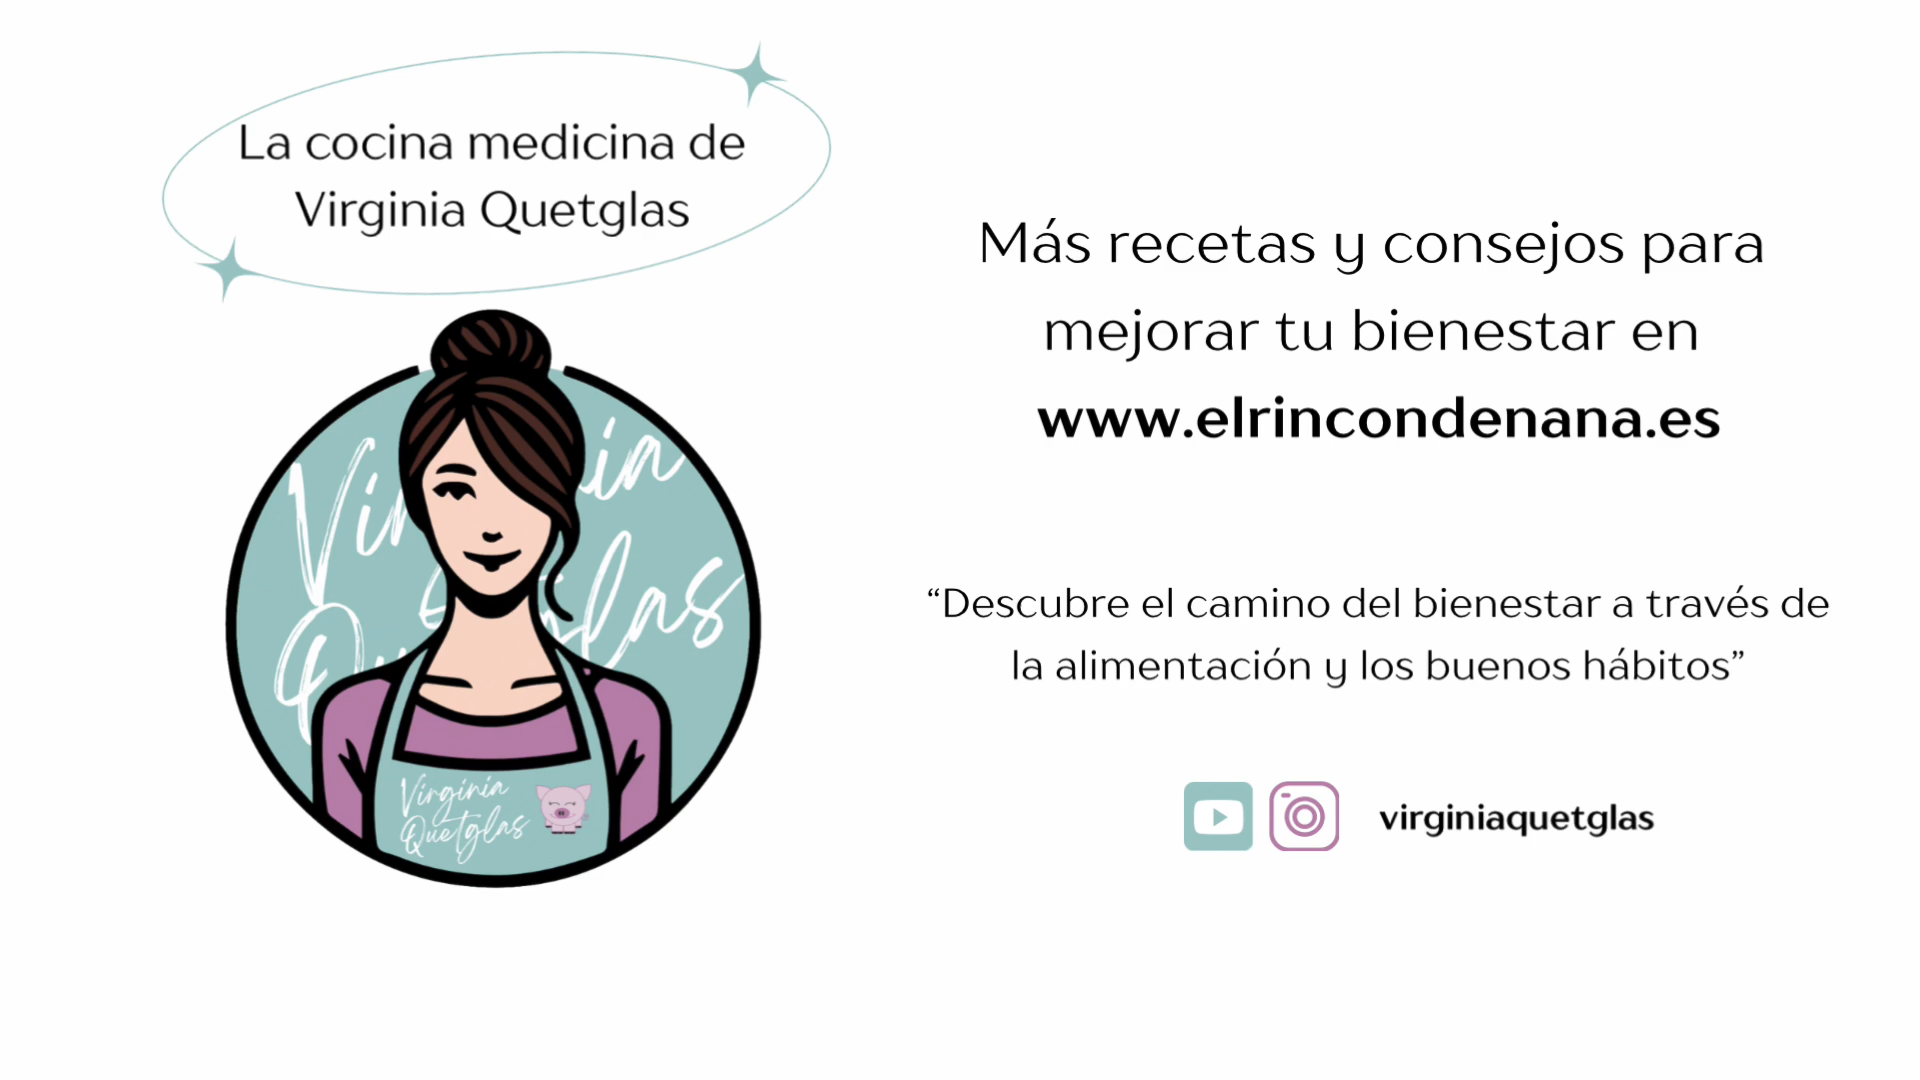 La cocina medicina de
Virginia Quetglas
Más recetas y consejos para
mejorar tu bienestar en
www.elrincondenana.es
“Descubre el camino del bienestar a través de
la alimentación y los buenos hábitos”
virginiaquetglas
Virginia
Quetglas